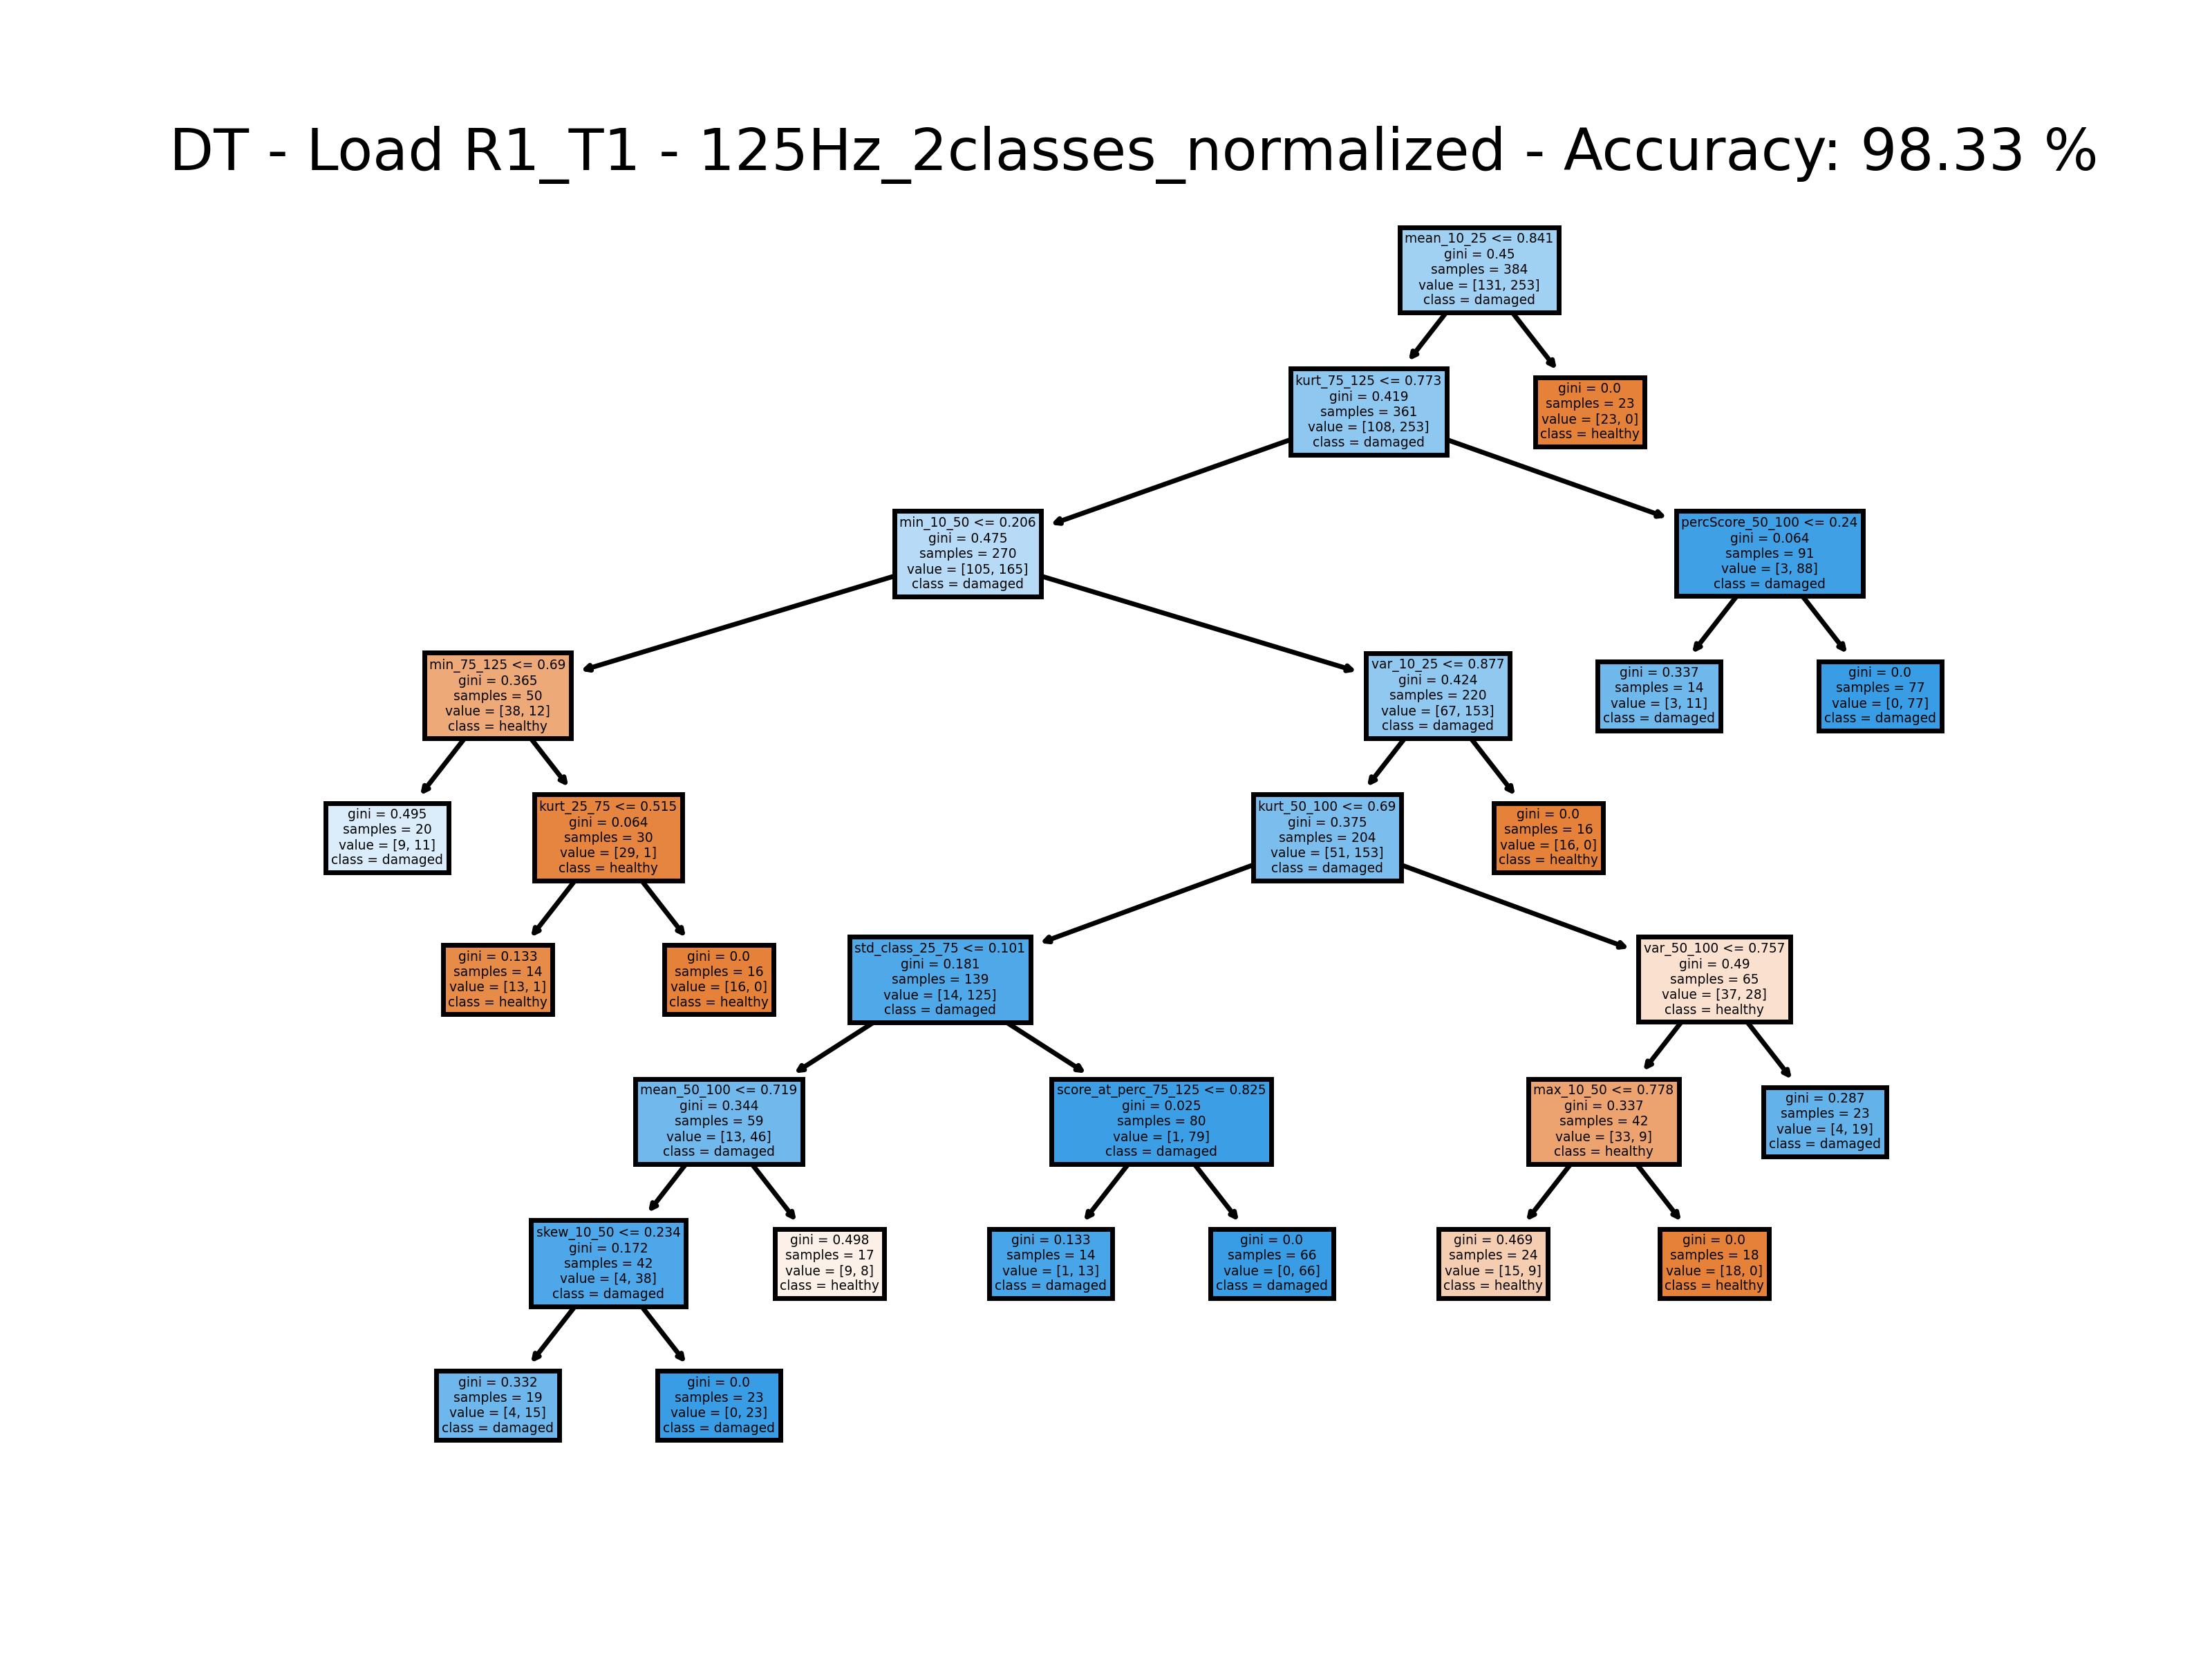 DT - Load R1_T1 - 125Hz_2classes_normalized - Accuracy: 98.33 %
mean_10_25 <= 0.841
gini = 0.45
samples = 384
value = [131, 253]
class = damaged
kurt_75_125 <= 0.773
gini = 0.419
samples = 361
value = [108, 253]
class = damaged
gini = 0.0
samples = 23
value = [23, 0]
class = healthy
min_10_50 <= 0.206
gini = 0.475
samples = 270
value = [105, 165]
class = damaged
percScore_50_100 <= 0.24
gini = 0.064
samples = 91
value = [3, 88]
class = damaged
min_75_125 <= 0.69
gini = 0.365
samples = 50
value = [38, 12]
class = healthy
var_10_25 <= 0.877
gini = 0.424
samples = 220
value = [67, 153]
class = damaged
gini = 0.337
samples = 14
value = [3, 11]
class = damaged
gini = 0.0
samples = 77
value = [0, 77]
class = damaged
gini = 0.495
samples = 20
value = [9, 11]
class = damaged
kurt_25_75 <= 0.515
gini = 0.064
samples = 30
value = [29, 1]
class = healthy
kurt_50_100 <= 0.69
gini = 0.375
samples = 204
value = [51, 153]
class = damaged
gini = 0.0
samples = 16
value = [16, 0]
class = healthy
gini = 0.133
samples = 14
value = [13, 1]
class = healthy
gini = 0.0
samples = 16
value = [16, 0]
class = healthy
std_class_25_75 <= 0.101
gini = 0.181
samples = 139
value = [14, 125]
class = damaged
var_50_100 <= 0.757
gini = 0.49
samples = 65
value = [37, 28]
class = healthy
mean_50_100 <= 0.719
gini = 0.344
samples = 59
value = [13, 46]
class = damaged
score_at_perc_75_125 <= 0.825
gini = 0.025
samples = 80
value = [1, 79]
class = damaged
max_10_50 <= 0.778
gini = 0.337
samples = 42
value = [33, 9]
class = healthy
gini = 0.287
samples = 23
value = [4, 19]
class = damaged
skew_10_50 <= 0.234
gini = 0.172
samples = 42
value = [4, 38]
class = damaged
gini = 0.498
samples = 17
value = [9, 8]
class = healthy
gini = 0.133
samples = 14
value = [1, 13]
class = damaged
gini = 0.0
samples = 66
value = [0, 66]
class = damaged
gini = 0.469
samples = 24
value = [15, 9]
class = healthy
gini = 0.0
samples = 18
value = [18, 0]
class = healthy
gini = 0.332
samples = 19
value = [4, 15]
class = damaged
gini = 0.0
samples = 23
value = [0, 23]
class = damaged